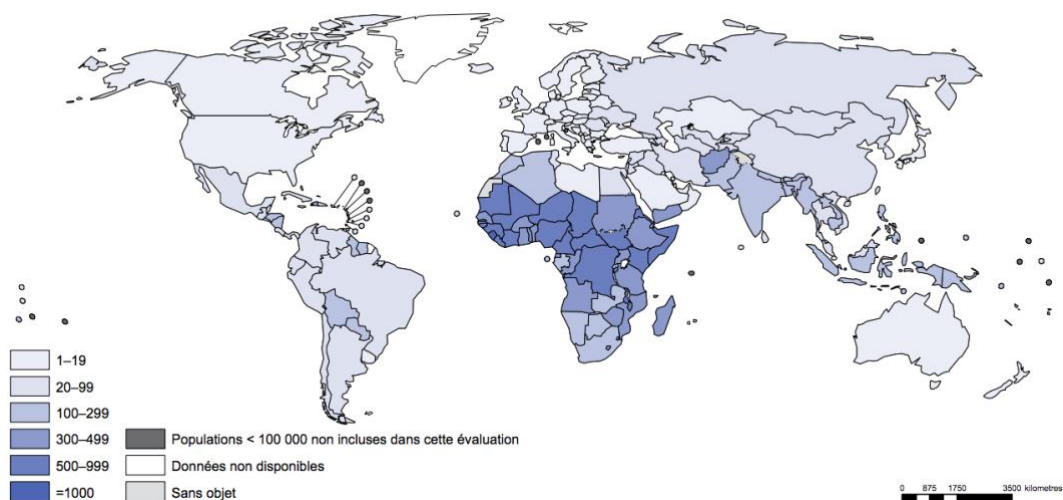 1–19
20–99
100–299
300–499
500–999
=1000
Populations < 100 000 non incluses dans cette évaluation
Données non disponibles
Sans objet
0 875 1750 3500 kilometres